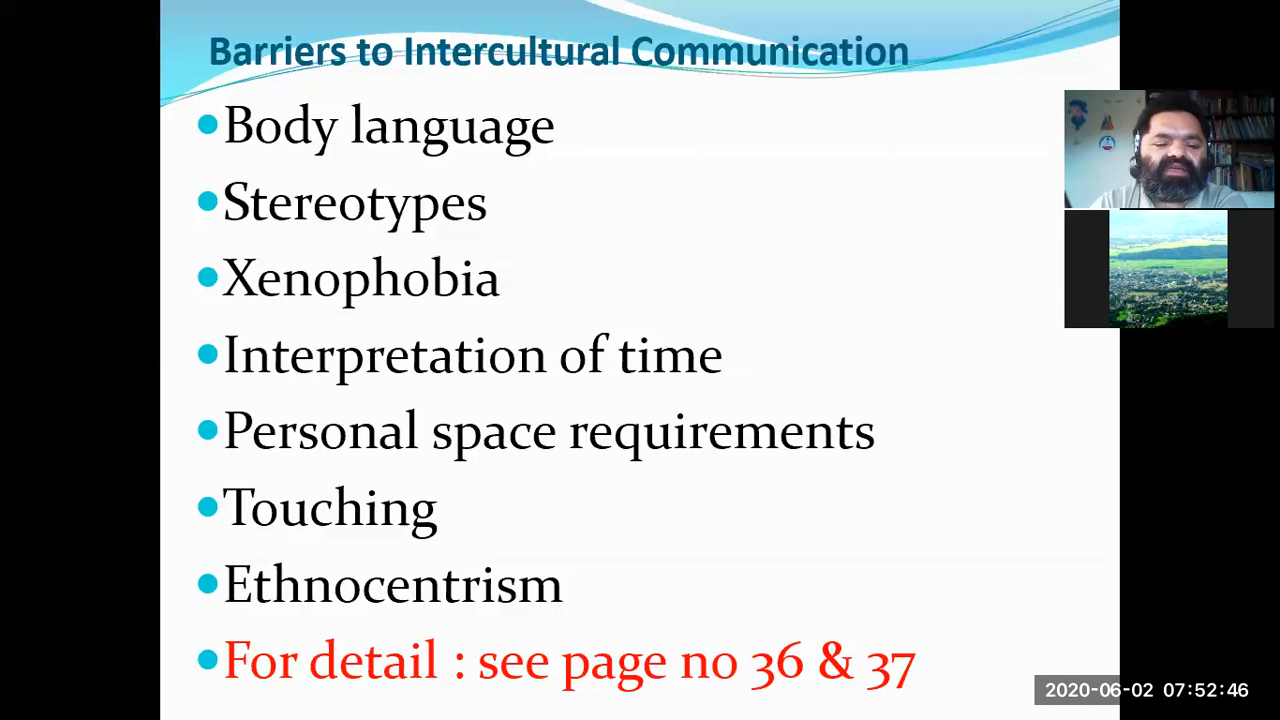 Barriers to Intercultural Communication
•Body language
•Stereotypes
•Xenophobia
•Interpretation of time
•Personal space requirements
•Touching
•Ethnocentrism
•For detail : see page no 36 & 37
2020-06-02 07:52:46